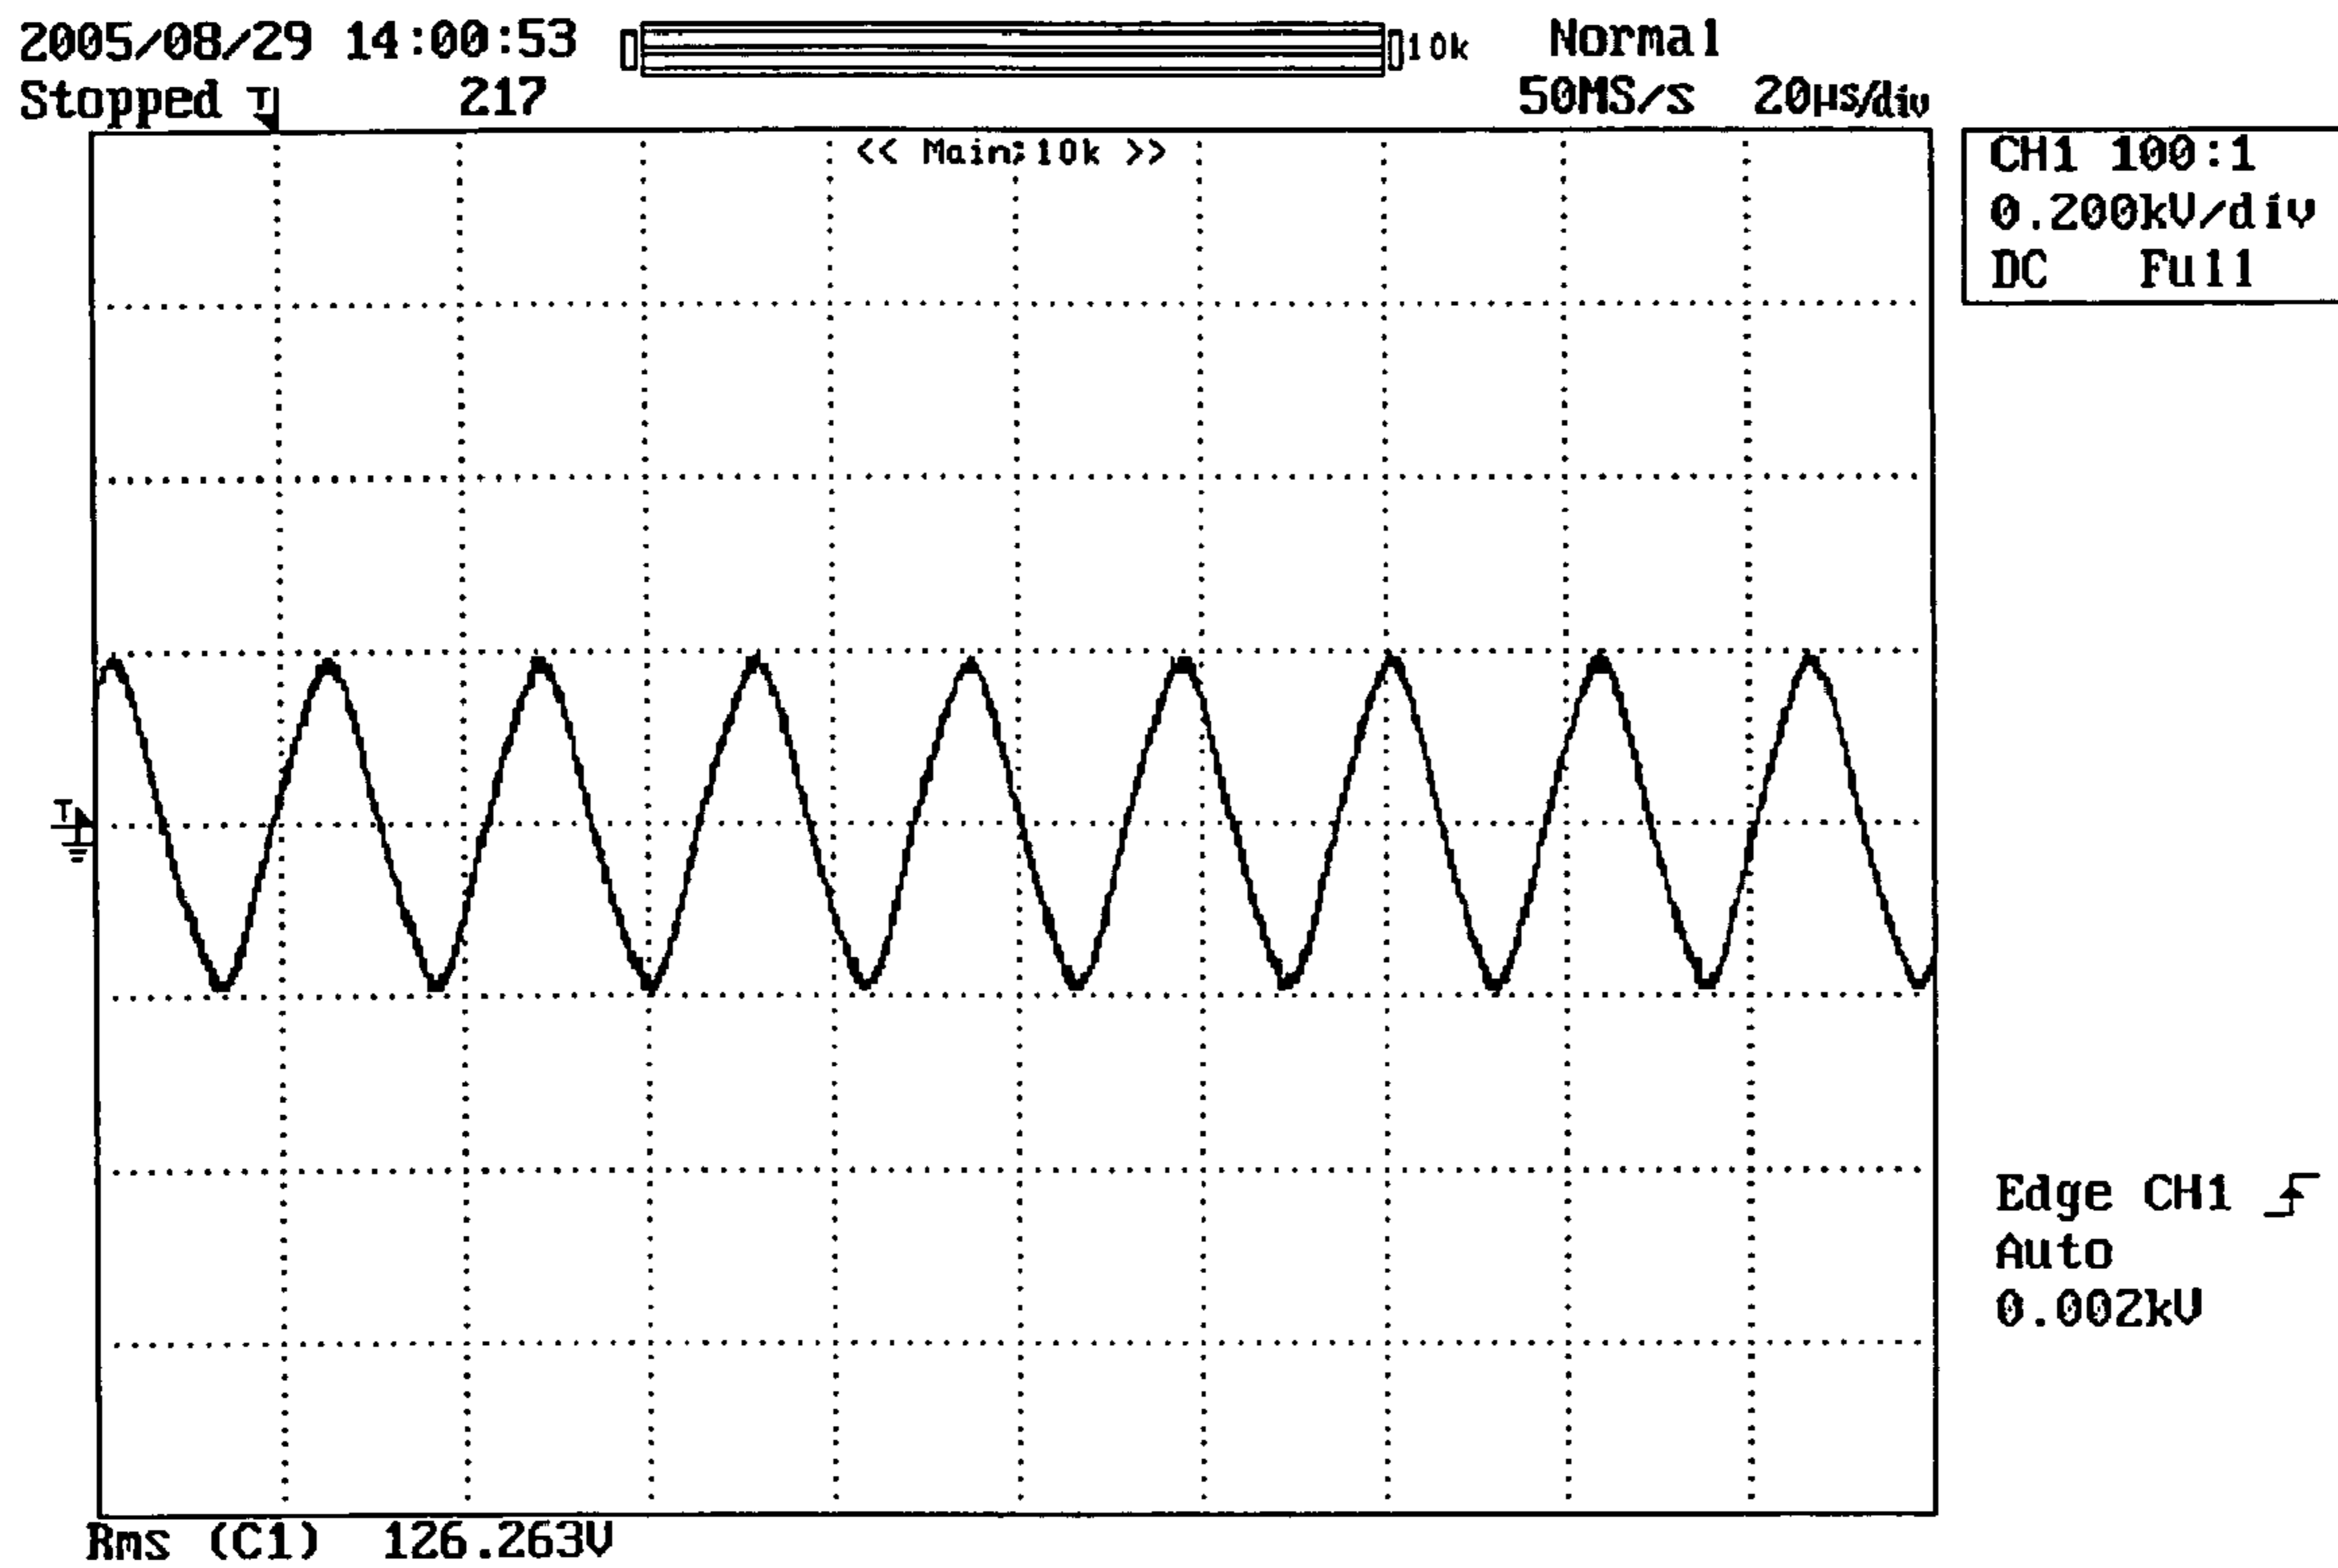 2005/08/29 14:00:53
10k
Normal
Stopped T
217
50MS/s 20µs/div
<< Main:10k >>
CH1 100:1
0.200kV/div
DC Full
T
Edge CH1
Auto
0.002kV
Rms (C1) 126.263V